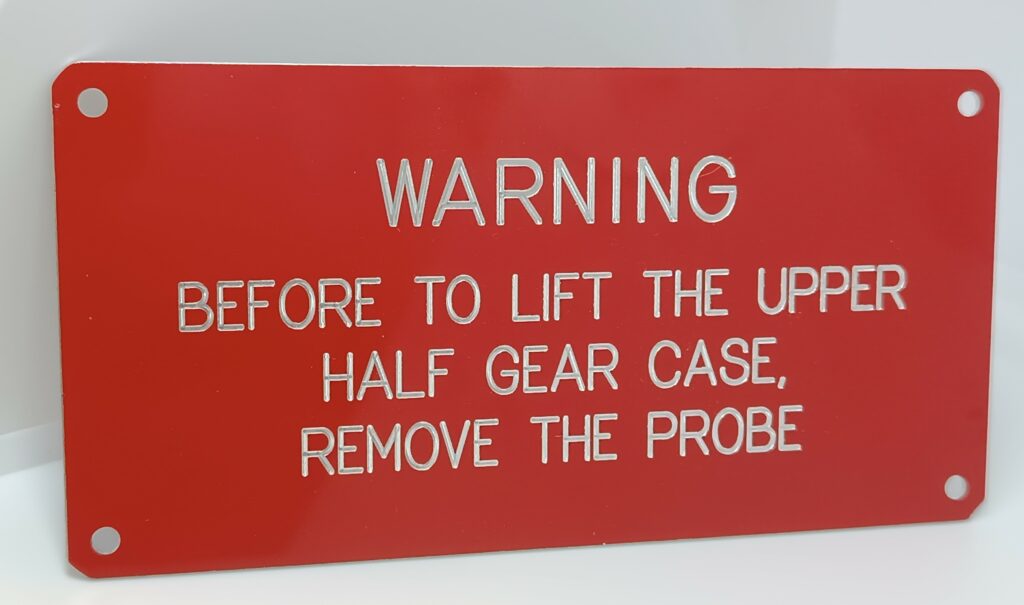 WARNING
BEFORE TO LIFT THE UPPER
HALF GEAR CASE,
REMOVE THE PROBE